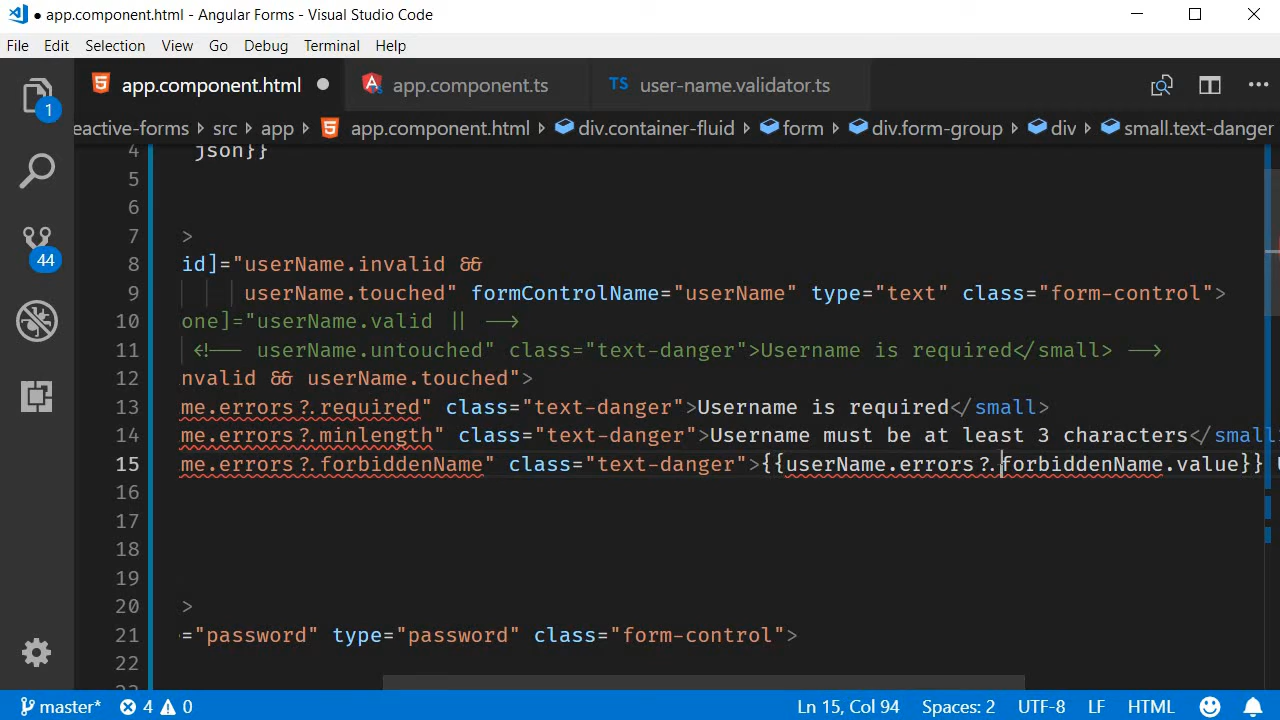 ● app.component.html - Angular Forms - Visual Studio Code
File Edit Selection View Go Debug Terminal Help
app.component.html ● app.component.ts TS user-name.validator.ts
1
eactive-forms › src › app › app.component.html › div.container-fluid › form › div.form-group › div › small.text-danger
4 json}}
5
6
7 >
8 id]="userName.invalid &&
9 userName.touched" formControlName="userName" type="text" class="form-control">
44
10 one]="userName.valid || -->
11 <!-- userName.untouched" class="text-danger">Username is required</small> -->
12 nvalid && userName.touched">
13 me.errors?.required" class="text-danger">Username is required</small>
14 me.errors?.minlength" class="text-danger">Username must be at least 3 characters</small
15 me.errors?.forbiddenName" class="text-danger">{{userName.errors?.forbiddenName.value}}
16
17
18
19
20 >
21 ="password" type="password" class="form-control">
22
master* 4 0 Ln 15, Col 94 Spaces: 2 UTF-8 LF HTML